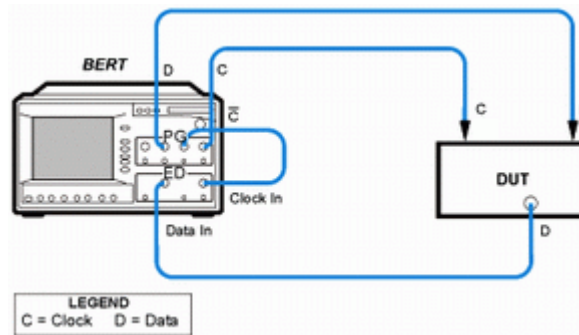 BERT
D
C
C̅
PG
ED
Clock In
Data In
C
DUT
D
LEGEND
C = Clock D = Data